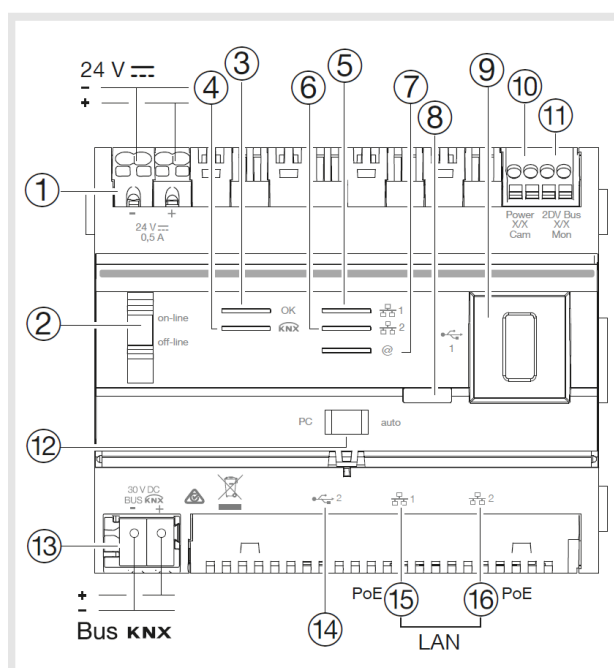 24 V
-
+
① ② ③ ④ ⑤ ⑥ ⑦ ⑧ ⑨ ⑩ ⑪ ⑫ ⑬ ⑭ ⑮ ⑯
- +
24 V
0,5 A
Power 2DV Bus
X/X X/X
Cam Mon
on-line
off-line
OK
KNX
1
2
@
1
PC auto
30 V DC
BUS KNX
- +
2 1 2
+
-
Bus KNX
PoE PoE
LAN